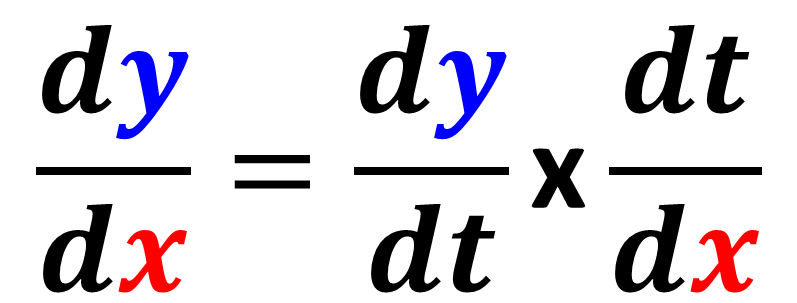 dy/dx = dy/dt x dt/dx